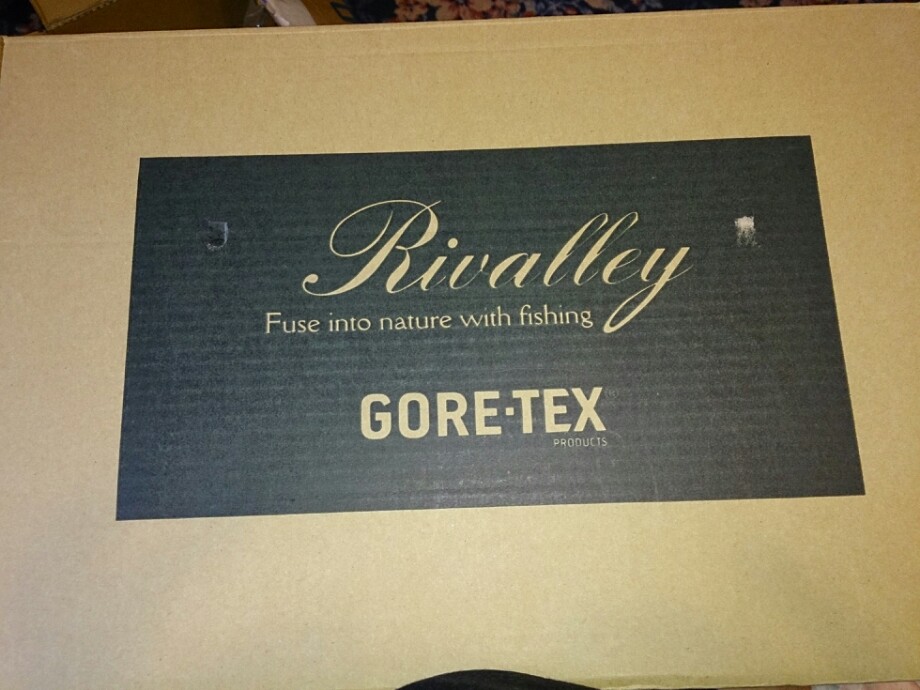 Rivalley
Fuse into nature with fishing
GORE-TEX
PRODUCTS